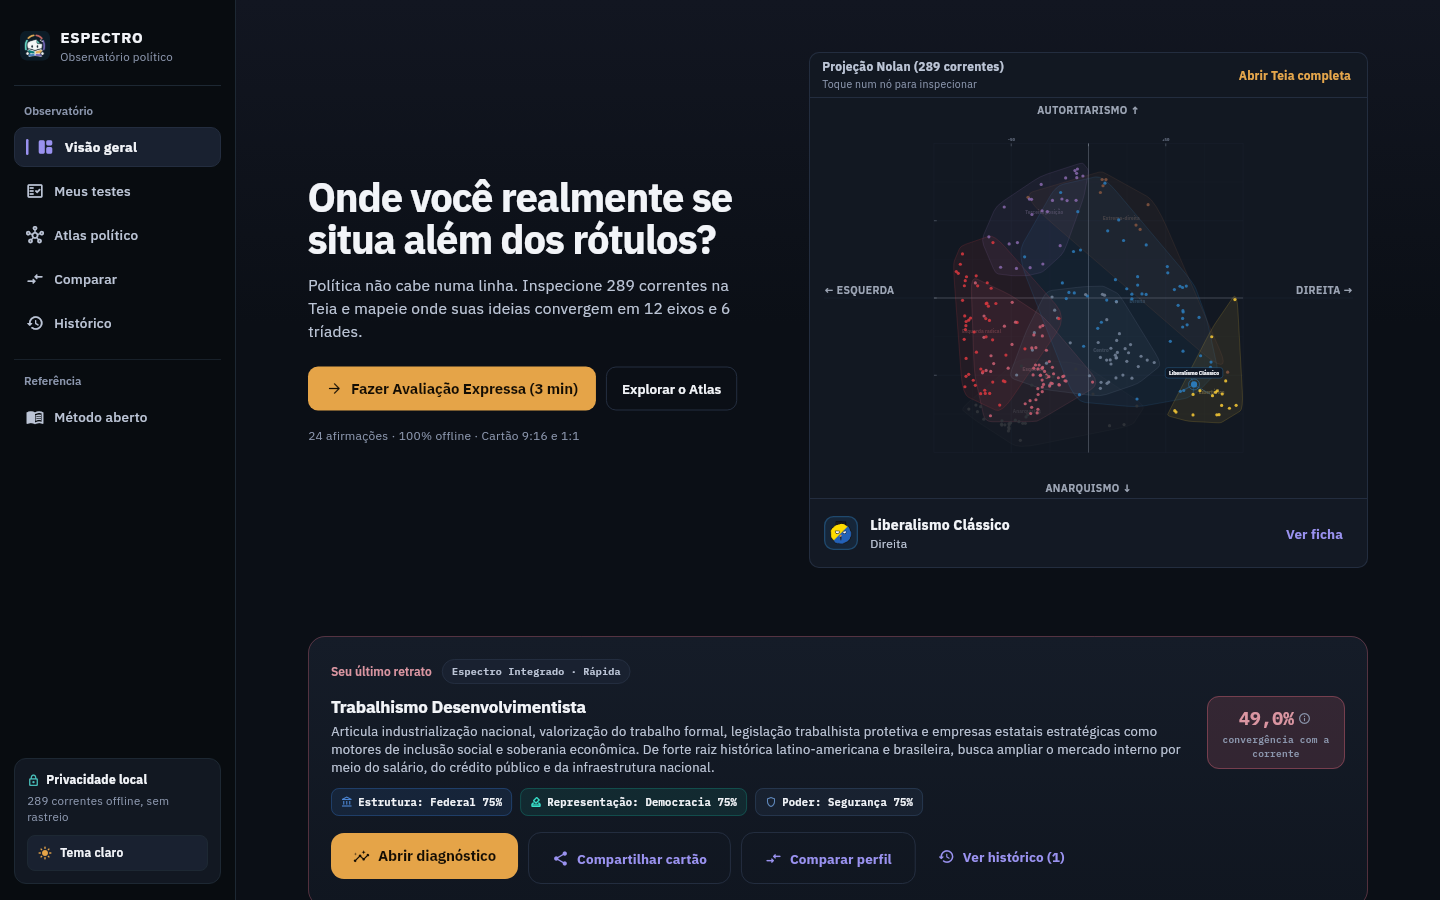 ESPECTRO
Observatório político
Observatório
Visão geral
Meus testes
Atlas político
Comparar
Histórico
Referência
Método aberto
Privacidade local
289 correntes offline, sem
rastreio
Tema claro
Onde você realmente se
situa além dos rótulos?
Política não cabe numa linha. Inspecione 289 correntes na
Teia e mapeie onde suas ideias convergem em 12 eixos e 6
tríades.
Fazer Avaliação Expressa (3 min)
Explorar o Atlas
24 afirmações · 100% offline · Cartão 9:16 e 1:1
Projeção Nolan (289 correntes)
Toque num nó para inspecionar
Abrir Teia completa
AUTORITARISMO ↑
← ESQUERDA
DIREITA →
Liberalismo Clássico
ANARQUISMO ↓
Liberalismo Clássico
Direita
Ver ficha
Seu último retrato
Espectro Integrado · Rápida
Trabalhismo Desenvolvimentista
Articula industrialização nacional, valorização do trabalho formal, legislação trabalhista protetiva e empresas estatais estratégicas como
motores de inclusão social e soberania econômica. De forte raiz histórica latino-americana e brasileira, busca ampliar o mercado interno por
meio do salário, do crédito público e da infraestrutura nacional.
49,0%
convergência com a
corrente
Estrutura: Federal 75%
Representação: Democracia 75%
Poder: Segurança 75%
Abrir diagnóstico
Compartilhar cartão
Comparar perfil
Ver histórico (1)